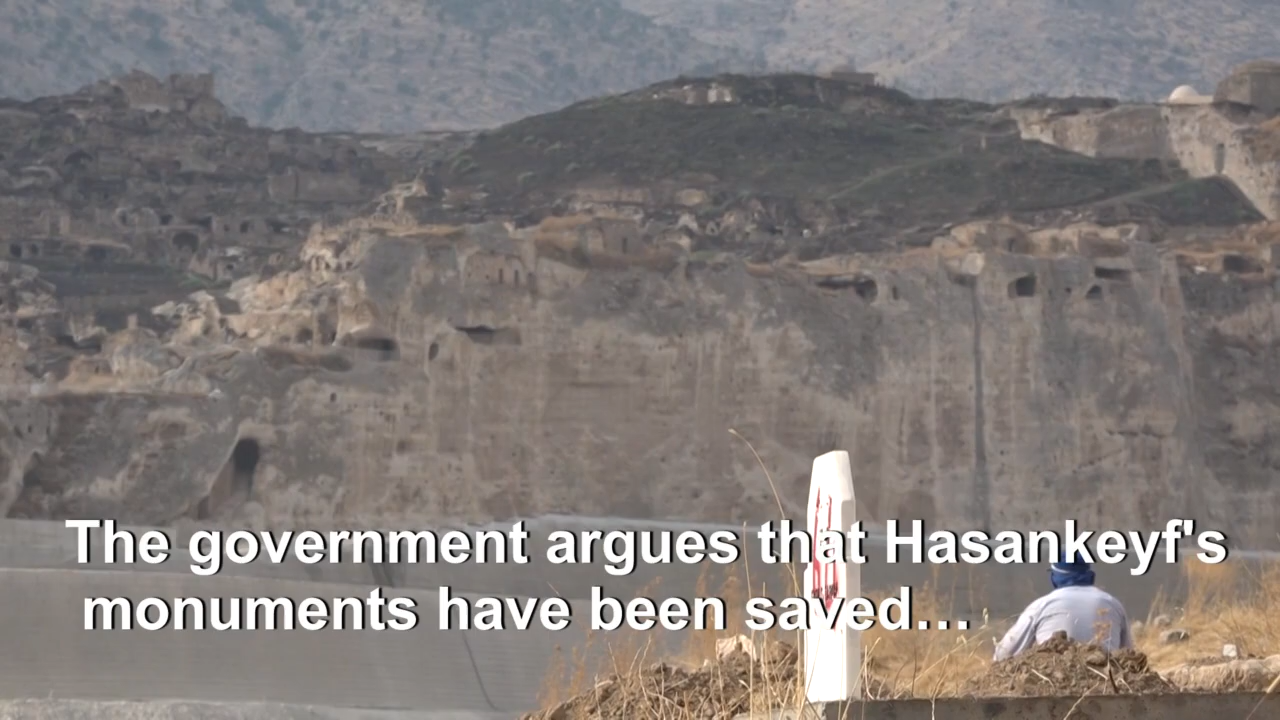 The government argues that Hasankeyf's
monuments have been saved…